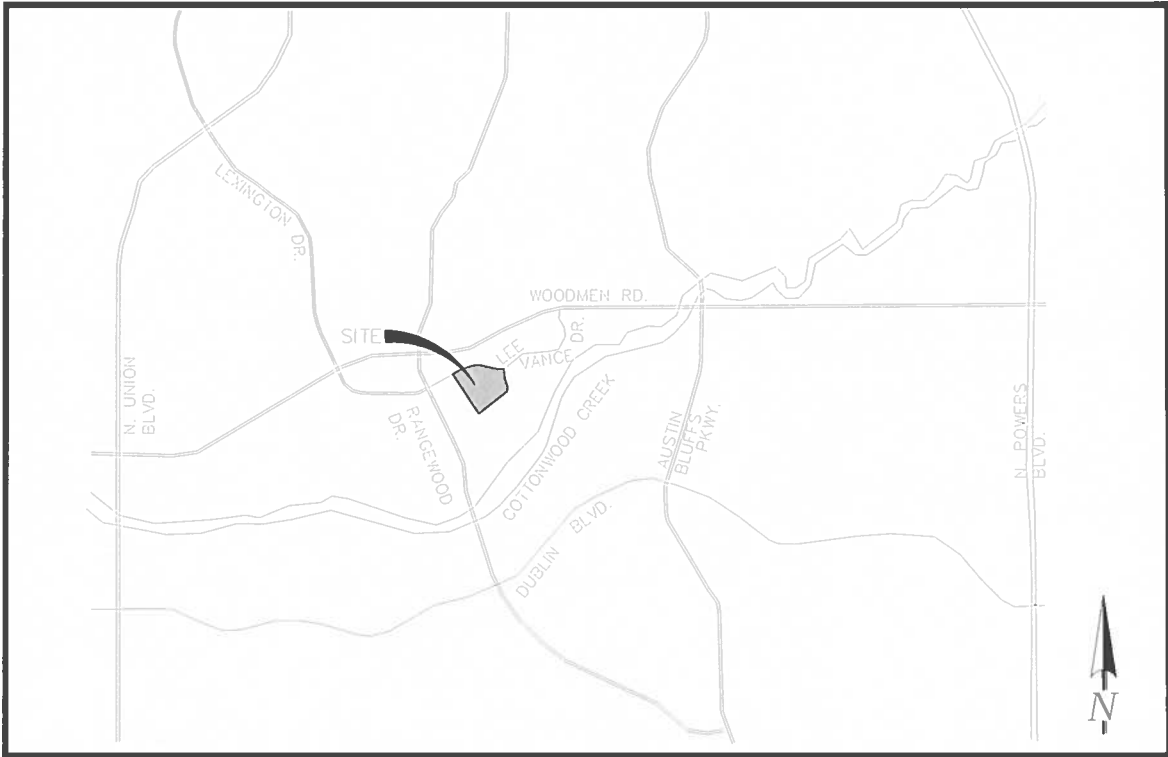 LEXINGTON DR.
WOODMEN RD.
SITE
LEE
VANCE
DR.
N. UNION
BLVD.
RANGEWOOD
DR.
COTTONWOOD CREEK
AUSTIN
BLUFFS
PKWY.
N. POWERS
BLVD.
DUBLIN BLVD.
N